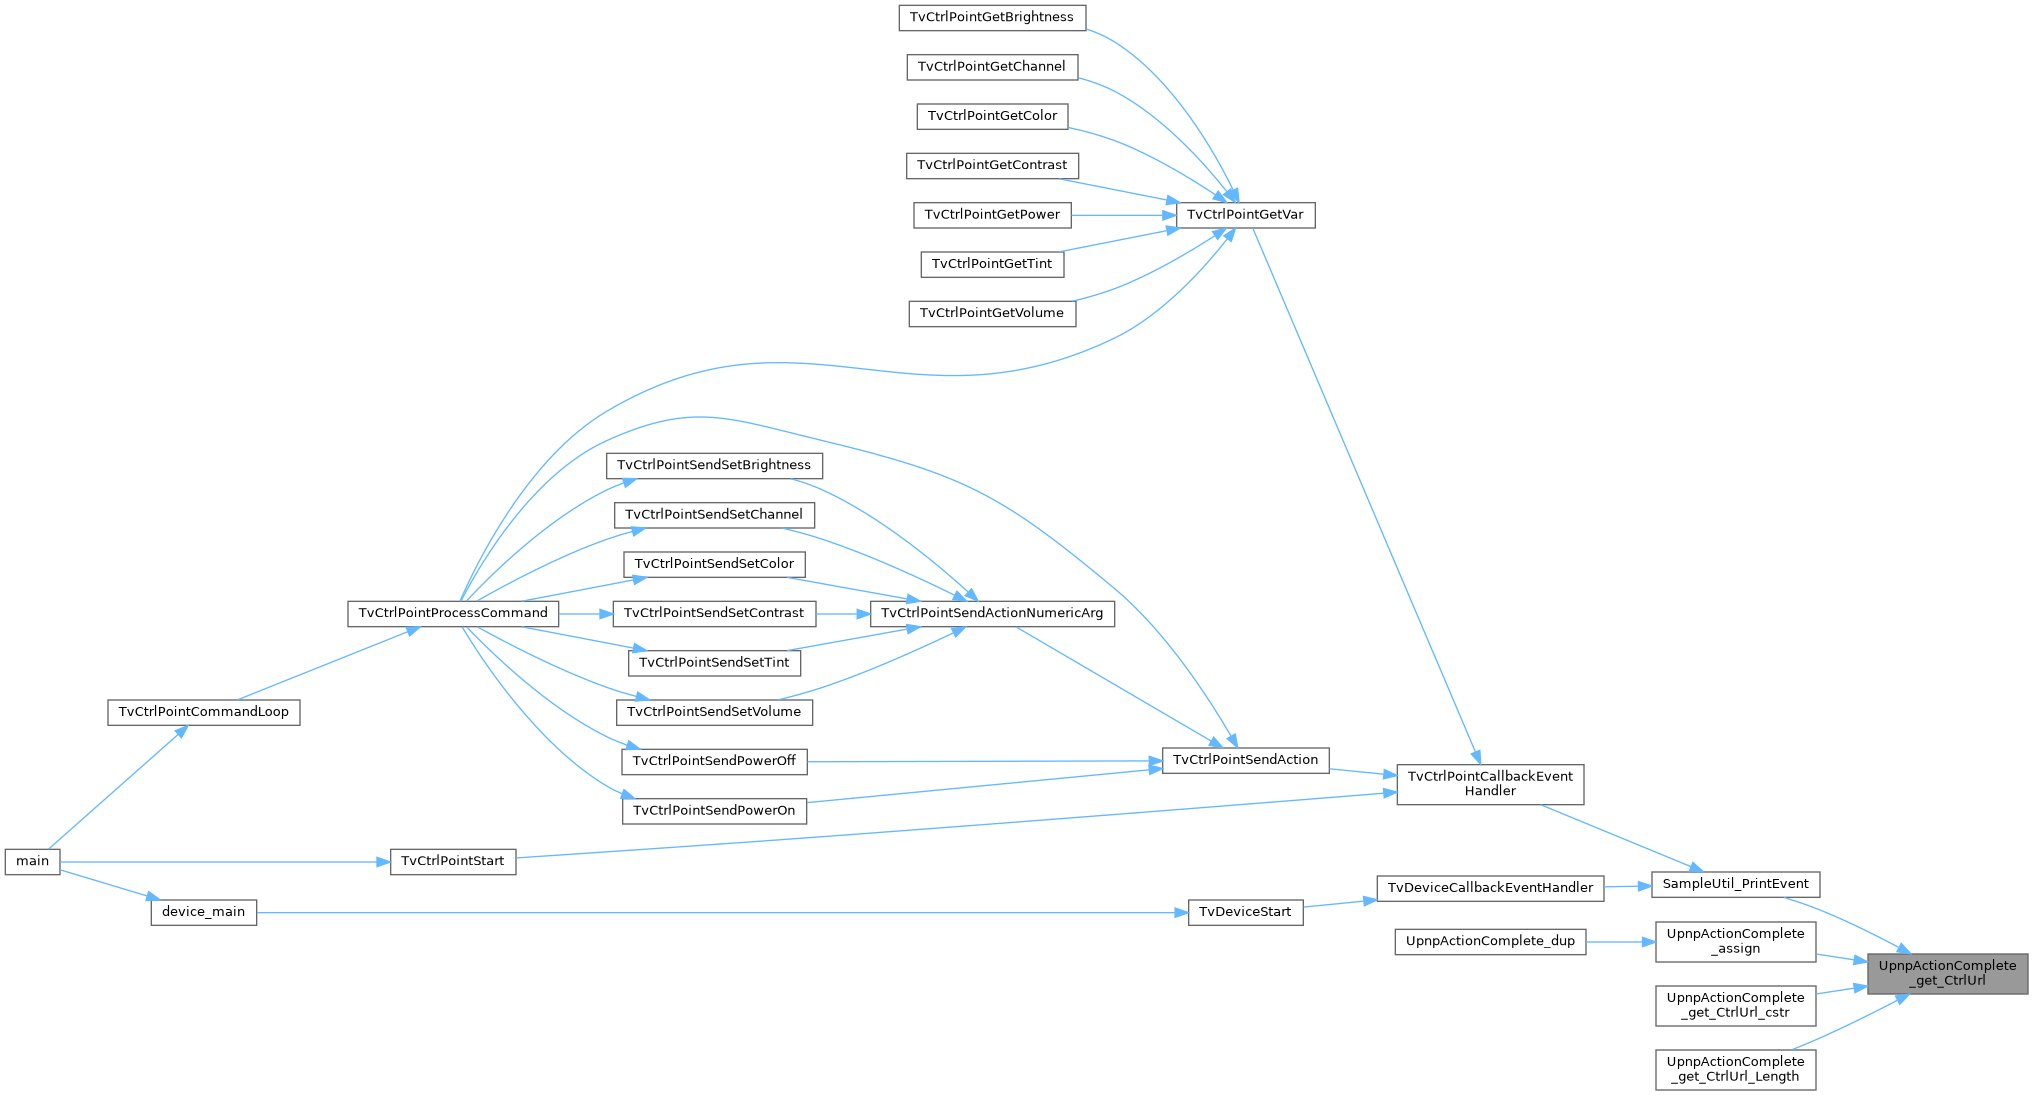 TvCtrlPointGetBrightness
TvCtrlPointGetChannel
TvCtrlPointGetColor
TvCtrlPointGetContrast
TvCtrlPointGetPower
TvCtrlPointGetVar
TvCtrlPointGetTint
TvCtrlPointGetVolume
TvCtrlPointSendSetBrightness
TvCtrlPointSendSetChannel
TvCtrlPointSendSetColor
TvCtrlPointProcessCommand
TvCtrlPointSendSetContrast
TvCtrlPointSendActionNumericArg
TvCtrlPointSendSetTint
TvCtrlPointCommandLoop
TvCtrlPointSendSetVolume
TvCtrlPointSendPowerOff
TvCtrlPointSendAction
TvCtrlPointCallbackEvent
Handler
TvCtrlPointSendPowerOn
main
TvCtrlPointStart
SampleUtil_PrintEvent
TvDeviceCallbackEventHandler
device_main
TvDeviceStart
UpnpActionComplete_dup
UpnpActionComplete
_assign
UpnpActionComplete
_get_CtrlUrl
UpnpActionComplete
_get_CtrlUrl_cstr
UpnpActionComplete
_get_CtrlUrl_Length